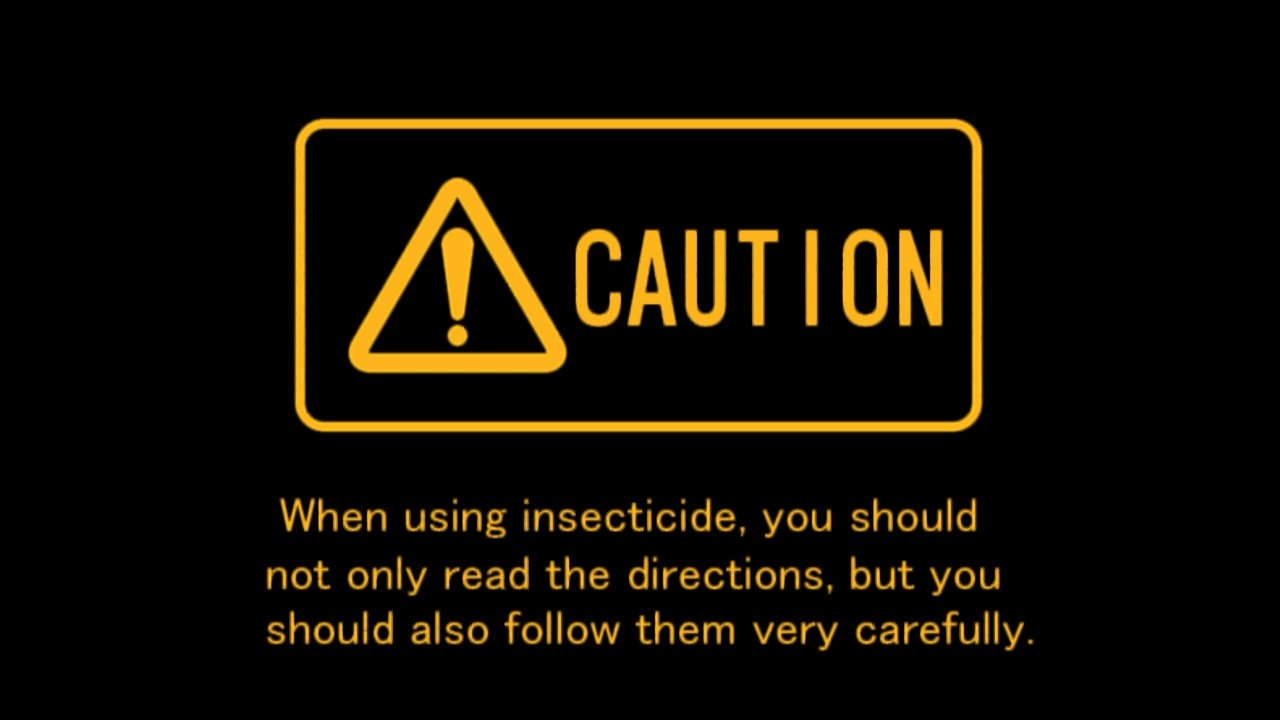 CAUTION
When using insecticide, you should
not only read the directions, but you
should also follow them very carefully.